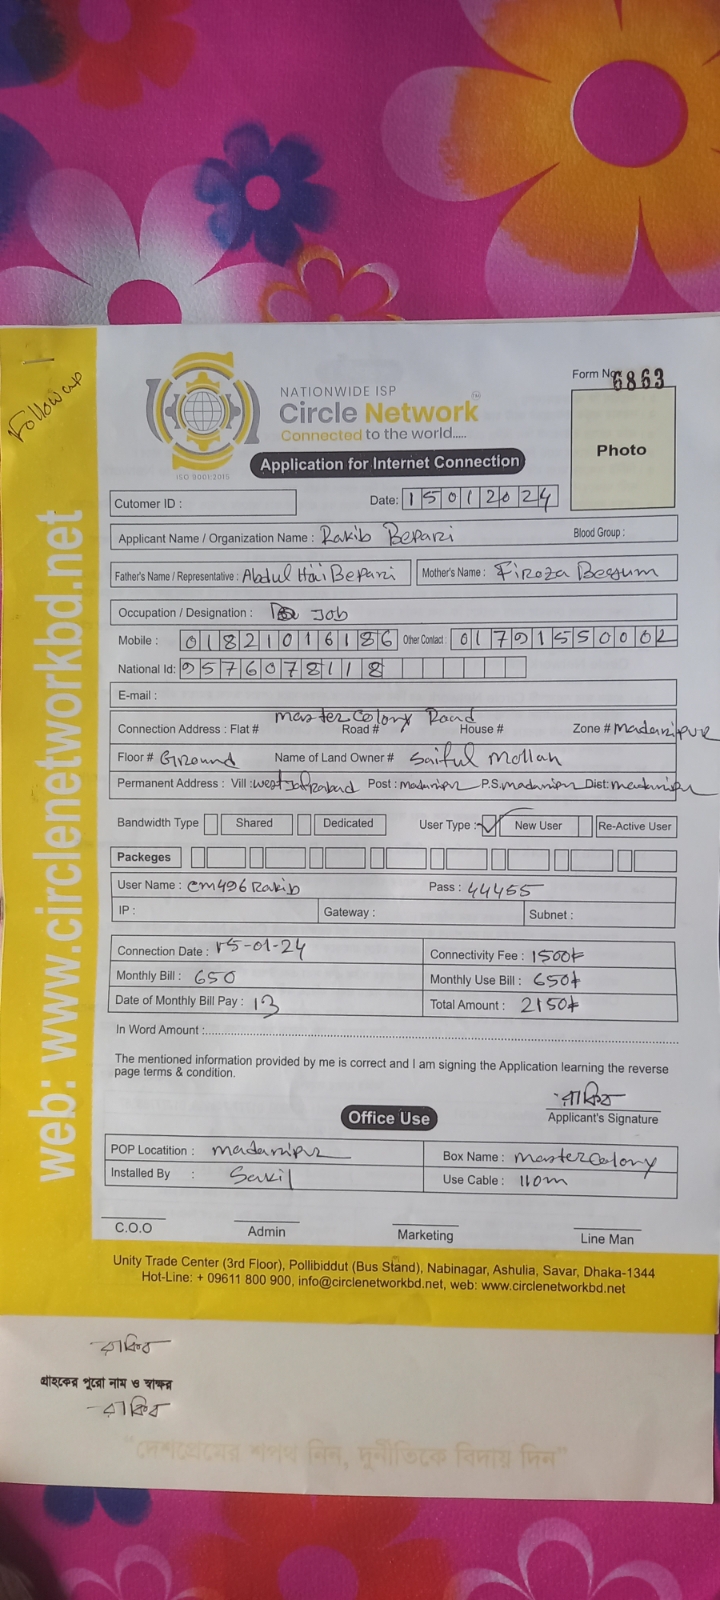 Follow up
NATIONWIDE ISP
Circle Network
Connected to the world.....
ISO 9001:2015
Form No. 6863
Photo
Application for Internet Connection
Cutomer ID :
Date: 15012024
Applicant Name / Organization Name : Rakib Bepari Blood Group :
Father's Name / Representative : Abdul Hai Bepari Mother's Name : Firoza Begum
Occupation / Designation : Job
Mobile : 01821016186 Other Contact : 01791550002
National Id: 9576078118
E-mail :
master colony Road
Connection Address : Flat # Road # House # Zone # Madaripur
Floor # Ground Name of Land Owner # Saiful Mollah
Permanent Address : Vill : west Post : madaripur P.S. madaripur Dist: madaripur
Bandwidth Type Shared Dedicated User Type : New User Re-Active User
Packeges
User Name : cm496Rakib Pass : 44455
IP : Gateway : Subnet :
Connection Date : 15-01-24 Connectivity Fee : 1500৳
Monthly Bill : 650 Monthly Use Bill : 650৳
Date of Monthly Bill Pay : 13 Total Amount : 2150৳
In Word Amount :
The mentioned information provided by me is correct and I am signing the Application learning the reverse
page terms & condition.
রাকিব
Applicant's Signature
Office Use
POP Locatition : madaripur Box Name : master colony
Installed By : Sakil Use Cable : 110m
C.O.O Admin Marketing Line Man
Unity Trade Center (3rd Floor), Pollibiddut (Bus Stand), Nabinagar, Ashulia, Savar, Dhaka-1344
Hot-Line: + 09611 800 900, info@circlenetworkbd.net, web: www.circlenetworkbd.net
web: www.circlenetworkbd.net
রাকিব
গ্রাহকের পুরো নাম ও স্বাক্ষর
রাকিব
"দেশপ্রেমের শপথ নিন, দুর্নীতিকে বিদায় দিন"